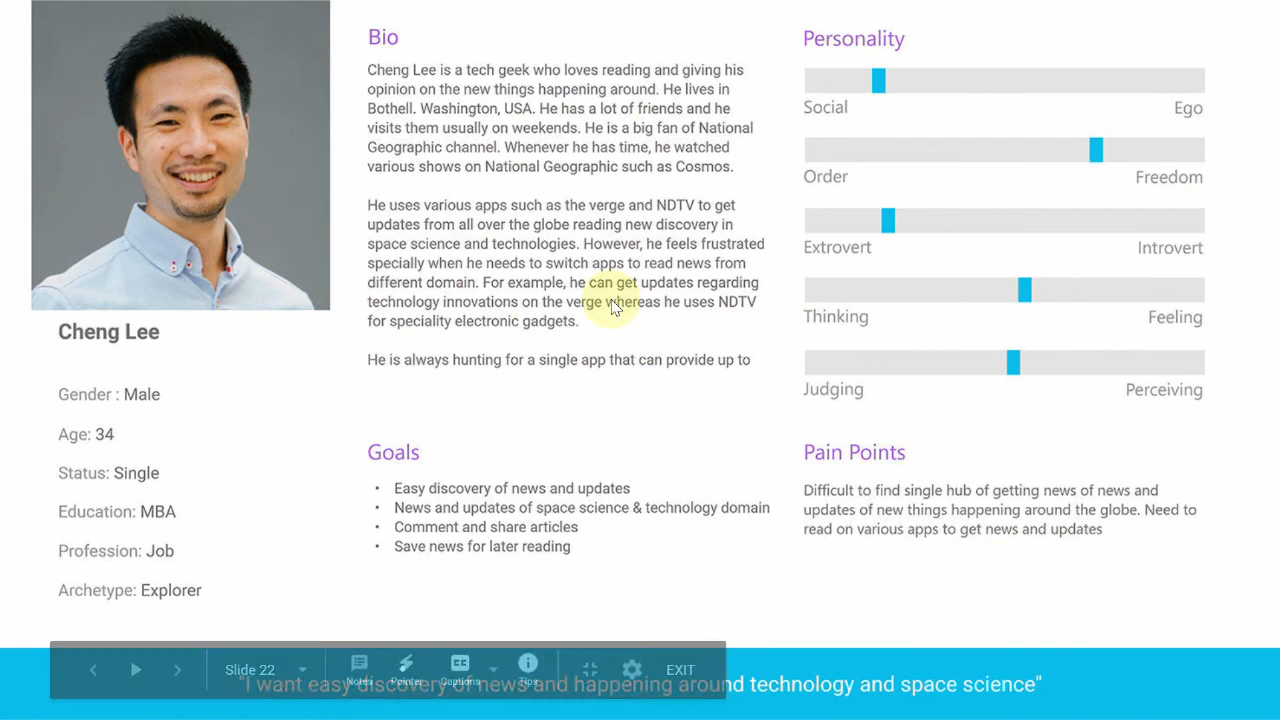 Cheng Lee
Gender : Male
Age: 34
Status: Single
Education: MBA
Profession: Job
Archetype: Explorer
Bio
Cheng Lee is a tech geek who loves reading and giving his
opinion on the new things happening around. He lives in
Bothell. Washington, USA. He has a lot of friends and he
visits them usually on weekends. He is a big fan of National
Geographic channel. Whenever he has time, he watched
various shows on National Geographic such as Cosmos.
He uses various apps such as the verge and NDTV to get
updates from all over the globe reading new discovery in
space science and technologies. However, he feels frustrated
specially when he needs to switch apps to read news from
different domain. For example, he can get updates regarding
technology innovations on the verge whereas he uses NDTV
for speciality electronic gadgets.
He is always hunting for a single app that can provide up to
Goals
• Easy discovery of news and updates
• News and updates of space science & technology domain
• Comment and share articles
• Save news for later reading
Personality
Social Ego
Order Freedom
Extrovert Introvert
Thinking Feeling
Judging Perceiving
Pain Points
Difficult to find single hub of getting news of news and
updates of new things happening around the globe. Need to
read on various apps to get news and updates
Slide 22
Notes
Pointer
CC
Captions
Tips
EXIT
"I want easy discovery of news and happening around technology and space science"